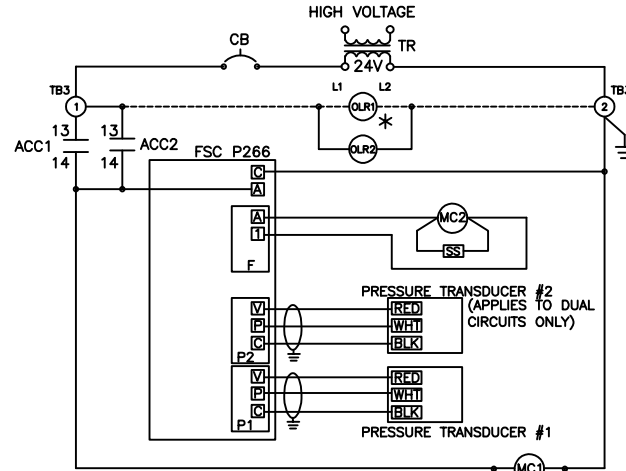 HIGH VOLTAGE
CB
TR
24V
TB3
L1
L2
TB3
1
OLR1
2
*
13
13
ACC1
ACC2
OLR2
14
14
FSC P266
C
A
A
MC2
1
SS
F
PRESSURE TRANSDUCER #2
(APPLIES TO DUAL
CIRCUITS ONLY)
V
RED
P
WHT
C
BLK
P2
V
RED
P
WHT
C
BLK
P1
PRESSURE TRANSDUCER #1
MC1